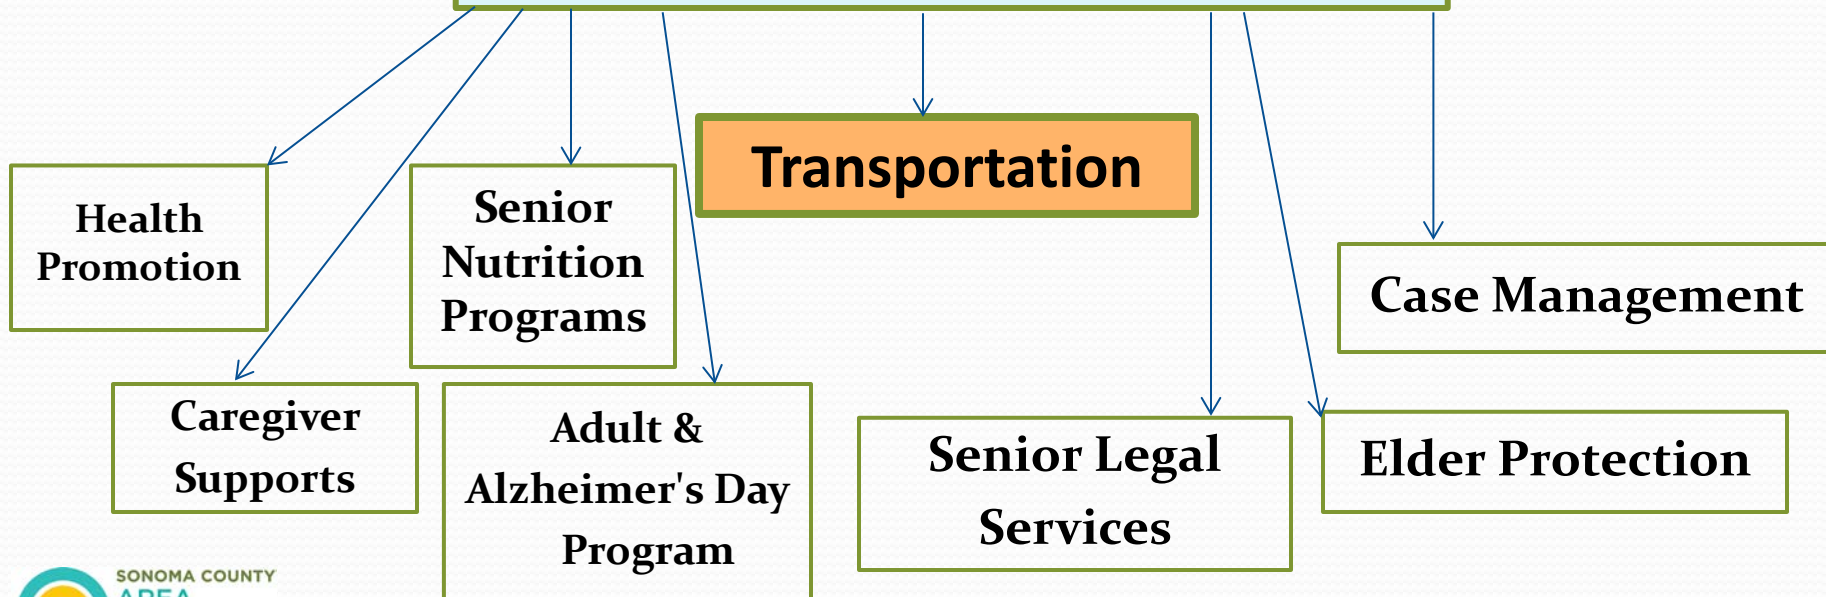 Transportation
Health
Promotion
Senior
Nutrition
Programs
Case Management
Caregiver
Supports
Adult &
Alzheimer's Day
Program
Senior Legal
Services
Elder Protection
SONOMA COUNTY
AREA